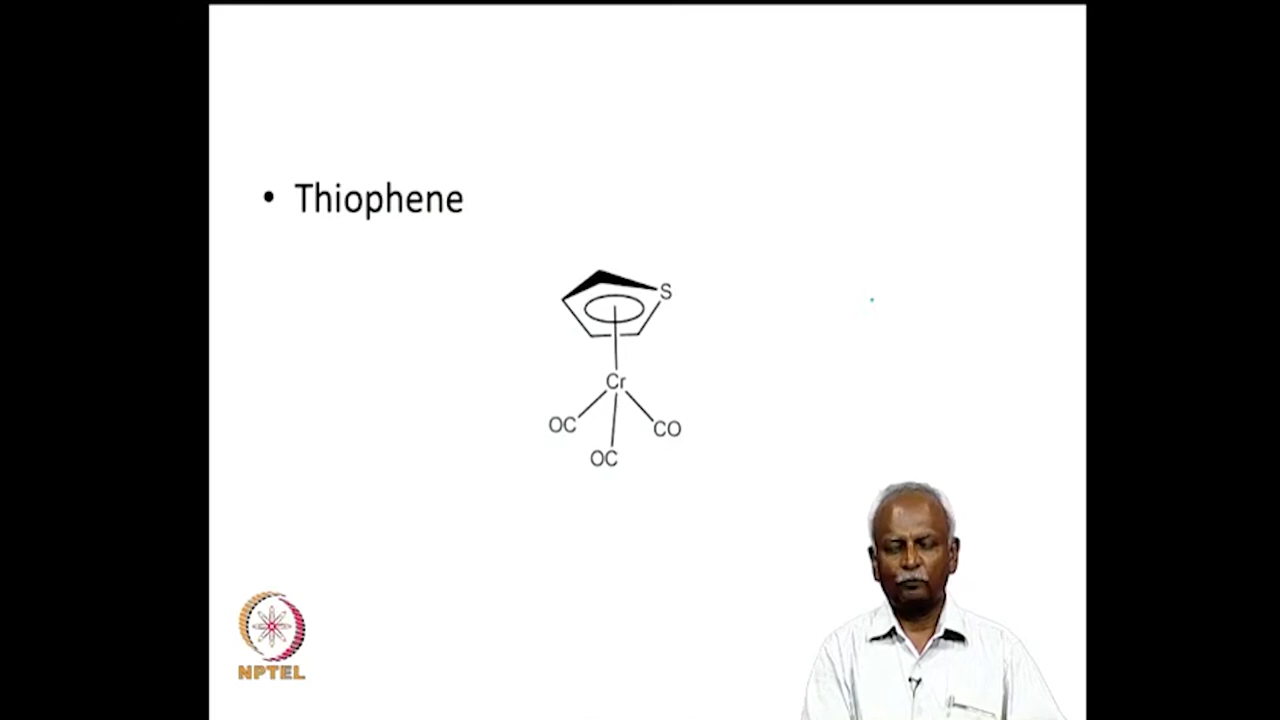 • Thiophene
S
Cr
OC
CO
OC
NPTEL